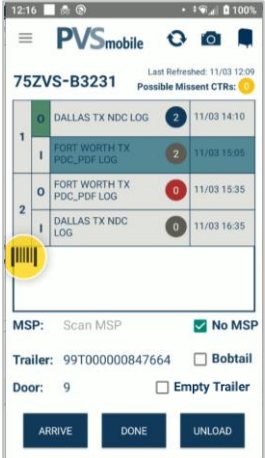 12:16 100%
PVSmobile
75ZVS-B3231
Last Refreshed: 11/03 12:09
Possible Missent CTRs: 0
1
O DALLAS TX NDC LOG 2 11/03 14:10
I FORT WORTH TX
PDC_PDF LOG 2 11/03 15:05
2
O FORT WORTH TX
PDC_PDF LOG 0 11/03 15:35
I DALLAS TX NDC
LOG 0 11/03 16:35
MSP: Scan MSP No MSP
Trailer: 99T000000847664 Bobtail
Door: 9 Empty Trailer
ARRIVE DONE UNLOAD